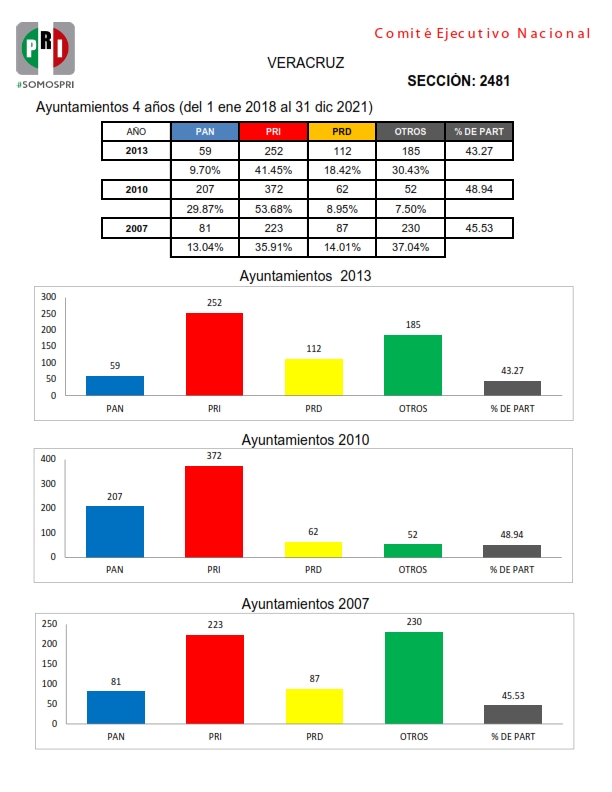 Comité Ejecutivo Nacional
PRI
#SOMOSPRI
VERACRUZ
SECCIÓN: 2481
Ayuntamientos 4 años (del 1 ene 2018 al 31 dic 2021)
AÑO PAN PRI PRD OTROS % DE PART
2013 59 252 112 185 43.27
9.70% 41.45% 18.42% 30.43%
2010 207 372 62 52 48.94
29.87% 53.68% 8.95% 7.50%
2007 81 223 87 230 45.53
13.04% 35.91% 14.01% 37.04%
Ayuntamientos 2013
300
250
200
150
100
50
0
59 252 112 185 43.27
PAN PRI PRD OTROS % DE PART
Ayuntamientos 2010
400
300
200
100
0
207 372 62 52 48.94
PAN PRI PRD OTROS % DE PART
Ayuntamientos 2007
250
200
150
100
50
0
81 223 87 230 45.53
PAN PRI PRD OTROS % DE PART